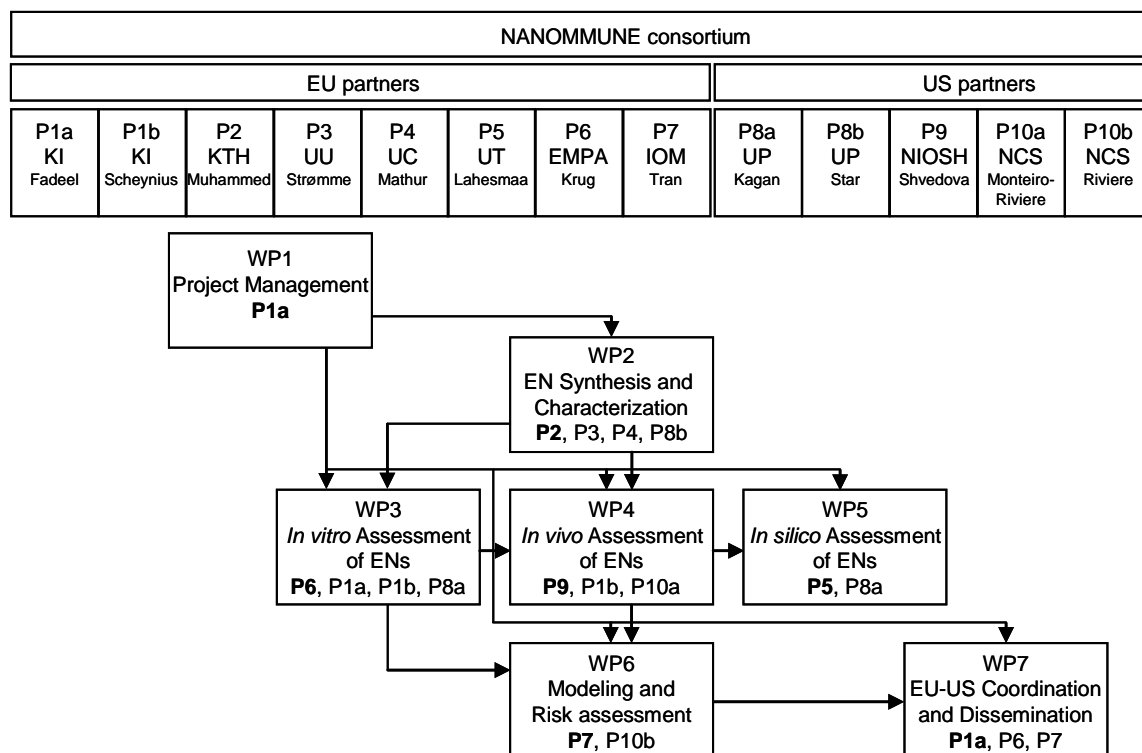 NANOMMUNE consortium
EU partners
US partners
P1a
KI
Fadeel
P1b
KI
Scheynius
P2
KTH
Muhammed
P3
UU
Strømme
P4
UC
Mathur
P5
UT
Lahesmaa
P6
EMPA
Krug
P7
IOM
Tran
P8a
UP
Kagan
P8b
UP
Star
P9
NIOSH
Shvedova
P10a
NCS
Monteiro-
Riviere
P10b
NCS
Riviere
WP1
Project Management
P1a
WP2
EN Synthesis and
Characterization
P2, P3, P4, P8b
WP3
In vitro Assessment
of ENs
P6, P1a, P1b, P8a
WP4
In vivo Assessment
of ENs
P9, P1b, P10a
WP5
In silico Assessment
of ENs
P5, P8a
WP6
Modeling and
Risk assessment
P7, P10b
WP7
EU-US Coordination
and Dissemination
P1a, P6, P7